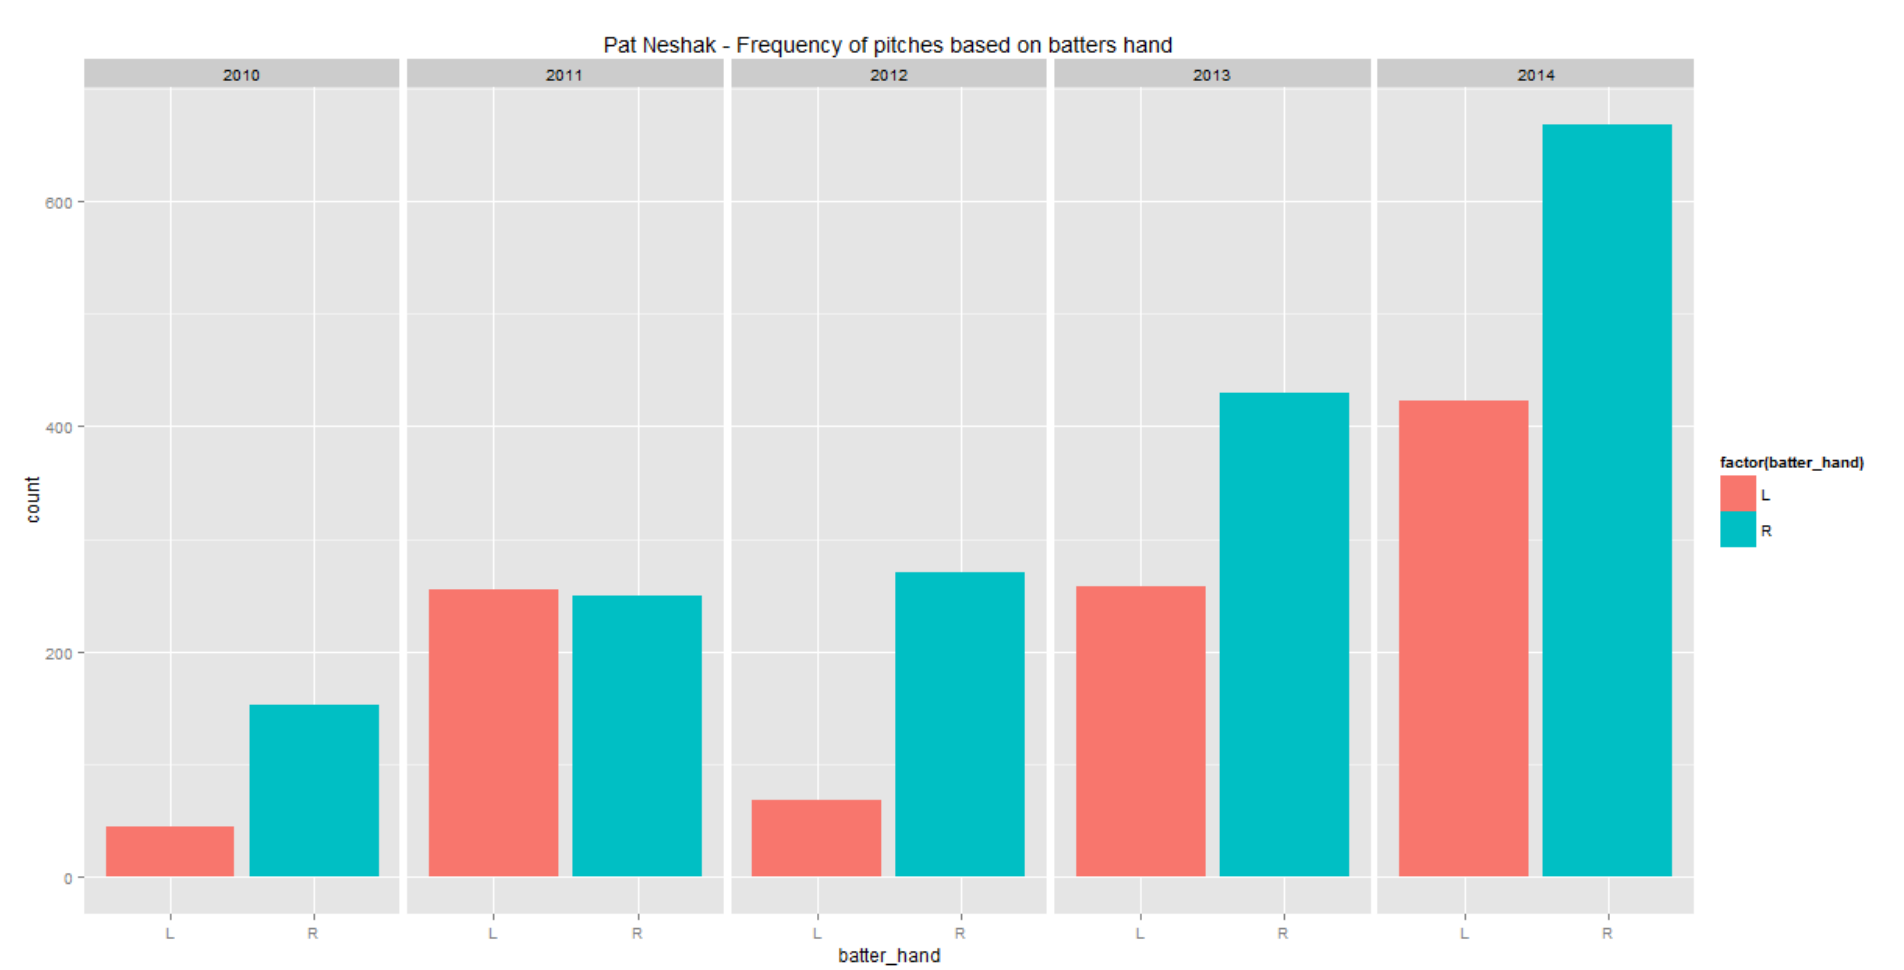 Pat Neshak - Frequency of pitches based on batters hand
2010 2011 2012 2013 2014
600
400
200
0
count
L R L R L R L R L R
batter_hand
factor(batter_hand)
L
R